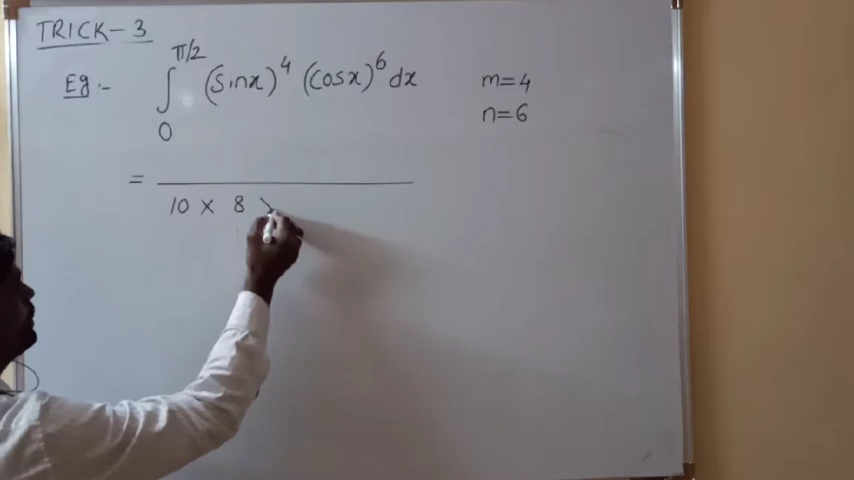 TRICK-3
Eg:- ∫₀^π/2 (Sinx)⁴ (Cosx)⁶ dx m=4
n=6
= ———
10 × 8 ×